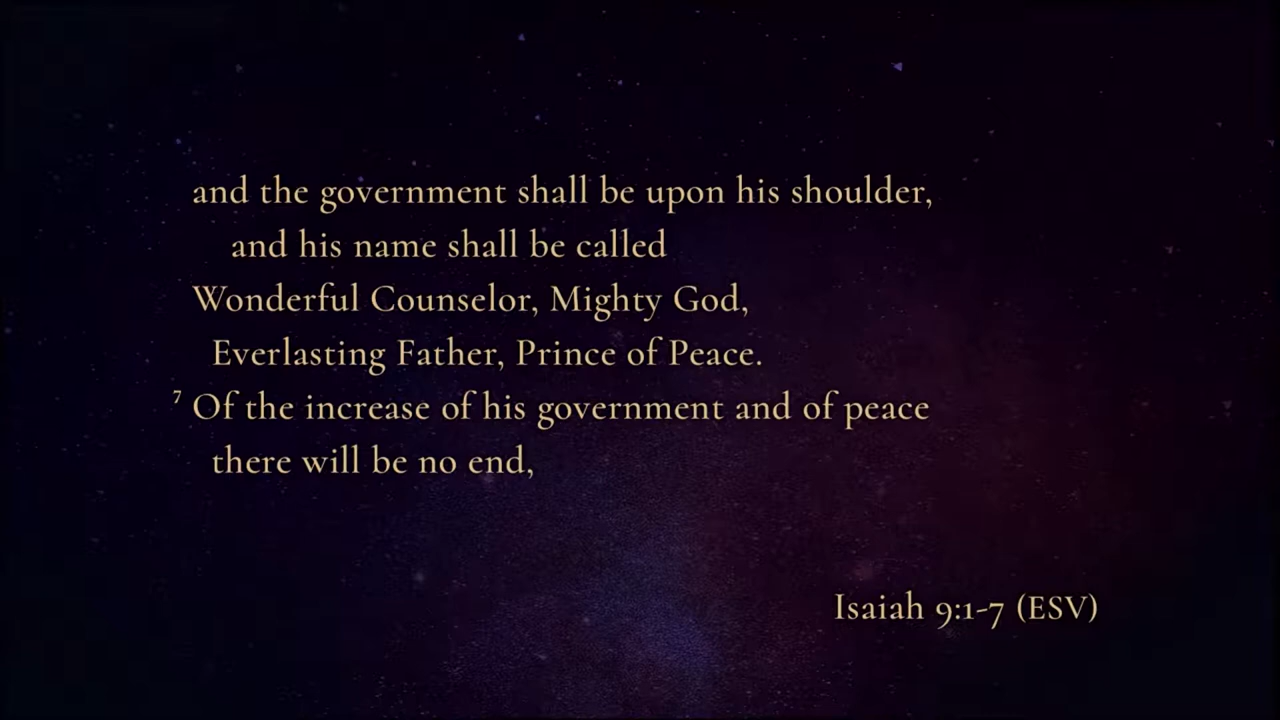 and the government shall be upon his shoulder,
and his name shall be called
Wonderful Counselor, Mighty God,
Everlasting Father, Prince of Peace.
⁷ Of the increase of his government and of peace
there will be no end,
Isaiah 9:1-7 (ESV)